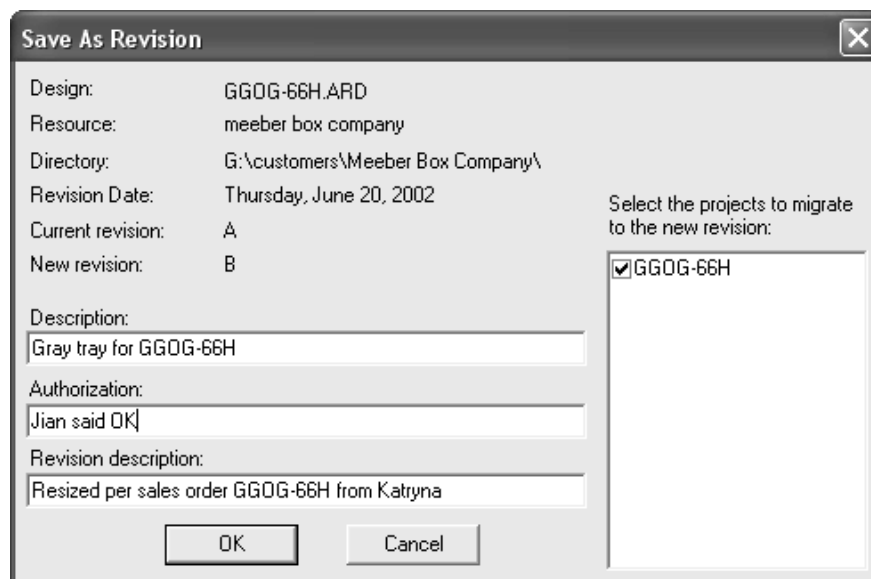 Save As Revision
Design: GGOG-66H.ARD
Resource: meeber box company
Directory: G:\customers\Meeber Box Company\
Revision Date: Thursday, June 20, 2002
Current revision: A
New revision: B
Select the projects to migrate
to the new revision:
GGOG-66H
Description:
Gray tray for GGOG-66H
Authorization:
Jian said OK
Revision description:
Resized per sales order GGOG-66H from Katryna
OK Cancel